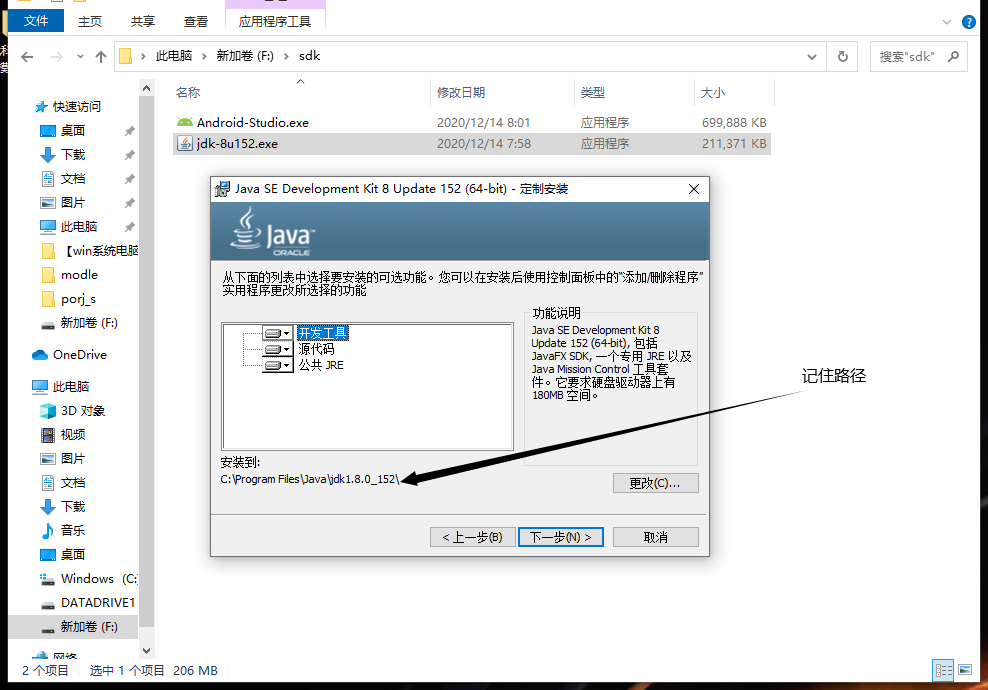 文件
主页
共享
查看
应用程序工具
此电脑 › 新加卷 (F:) › sdk
搜索"sdk"
名称
修改日期
类型
大小
Android-Studio.exe 2020/12/14 8:01 应用程序 699,888 KB
jdk-8u152.exe 2020/12/14 7:58 应用程序 211,371 KB
快速访问
桌面
下载
文档
图片
此电脑
【win系统电脑
modle
porj_s
新加卷 (F:)
OneDrive
此电脑
3D 对象
视频
图片
文档
下载
音乐
桌面
Windows (C:
DATADRIVE1
新加卷 (F:)
网络
2 个项目 选中 1 个项目 206 MB
Java SE Development Kit 8 Update 152 (64-bit) - 定制安装
Java
ORACLE
从下面的列表中选择要安装的可选功能。您可以在安装后使用控制面板中的"添加/删除程序"
实用程序更改所选择的功能
开发工具
源代码
公共 JRE
功能说明
Java SE Development Kit 8
Update 152 (64-bit), 包括
JavaFX SDK, 一个专用 JRE 以及
Java Mission Control 工具套
件。它要求硬盘驱动器上有
180MB 空间。
安装到:
C:\Program Files\Java\jdk1.8.0_152\
更改(C)...
< 上一步(B)
下一步(N) >
取消
记住路径